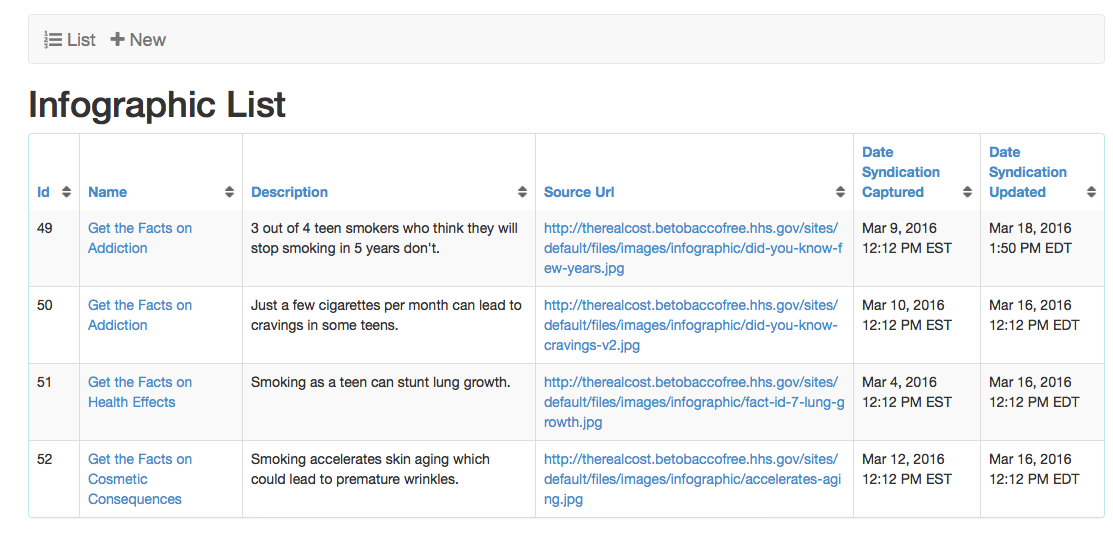 List New
Infographic List
Id
Name
Description
Source Url
Date
Syndication
Captured
Date
Syndication
Updated
49
Get the Facts on
Addiction
3 out of 4 teen smokers who think they will
stop smoking in 5 years don't.
http://therealcost.betobaccofree.hhs.gov/sites/
default/files/images/infographic/did-you-know-f
ew-years.jpg
Mar 9, 2016
12:12 PM EST
Mar 18, 2016
1:50 PM EDT
50
Get the Facts on
Addiction
Just a few cigarettes per month can lead to
cravings in some teens.
http://therealcost.betobaccofree.hhs.gov/sites/
default/files/images/infographic/did-you-know-
cravings-v2.jpg
Mar 10, 2016
12:12 PM EST
Mar 16, 2016
12:12 PM EDT
51
Get the Facts on
Health Effects
Smoking as a teen can stunt lung growth.
http://therealcost.betobaccofree.hhs.gov/sites/
default/files/images/infographic/fact-id-7-lung-g
rowth.jpg
Mar 4, 2016
12:12 PM EST
Mar 16, 2016
12:12 PM EDT
52
Get the Facts on
Cosmetic
Consequences
Smoking accelerates skin aging which
could lead to premature wrinkles.
http://therealcost.betobaccofree.hhs.gov/sites/
default/files/images/infographic/accelerates-agi
ng.jpg
Mar 12, 2016
12:12 PM EST
Mar 16, 2016
12:12 PM EDT